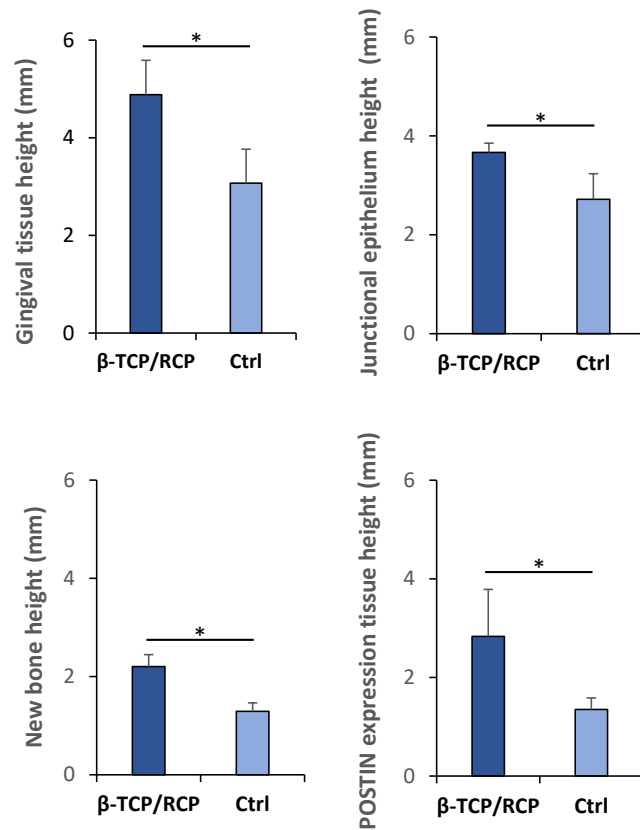 Gingival tissue height (mm)
6
4
2
0
*
β-TCP/RCP Ctrl
Junctional epithelium height (mm)
6
4
2
0
*
β-TCP/RCP Ctrl
New bone height (mm)
6
4
2
0
*
β-TCP/RCP Ctrl
POSTIN expression tissue height (mm)
6
4
2
0
*
β-TCP/RCP Ctrl